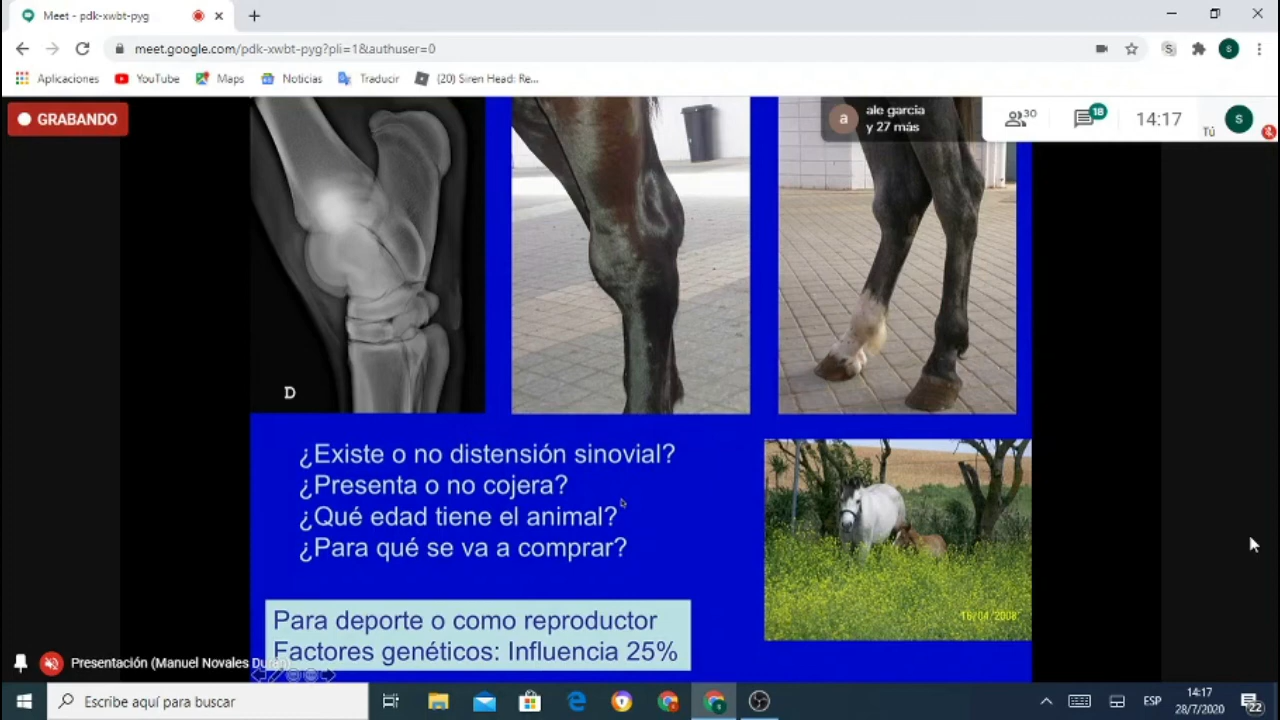 Meet - pdk-xwbt-pyg
meet.google.com/pdk-xwbt-pyg?pli=1&authuser=0
S
Aplicaciones
YouTube
Maps
Noticias
Traducir
(20) Siren Head: Re...
GRABANDO
a
ale garcia
y 27 más
30
18
14:17
Tú
S
D
¿Existe o no distensión sinovial?
¿Presenta o no cojera?
¿Qué edad tiene el animal?
¿Para qué se va a comprar?
16/04/2008
Para deporte o como reproductor
Factores genéticos: Influencia 25%
Presentación (Manuel Novales Durán)
Escribe aquí para buscar
ESP
14:17
28/7/2020
22